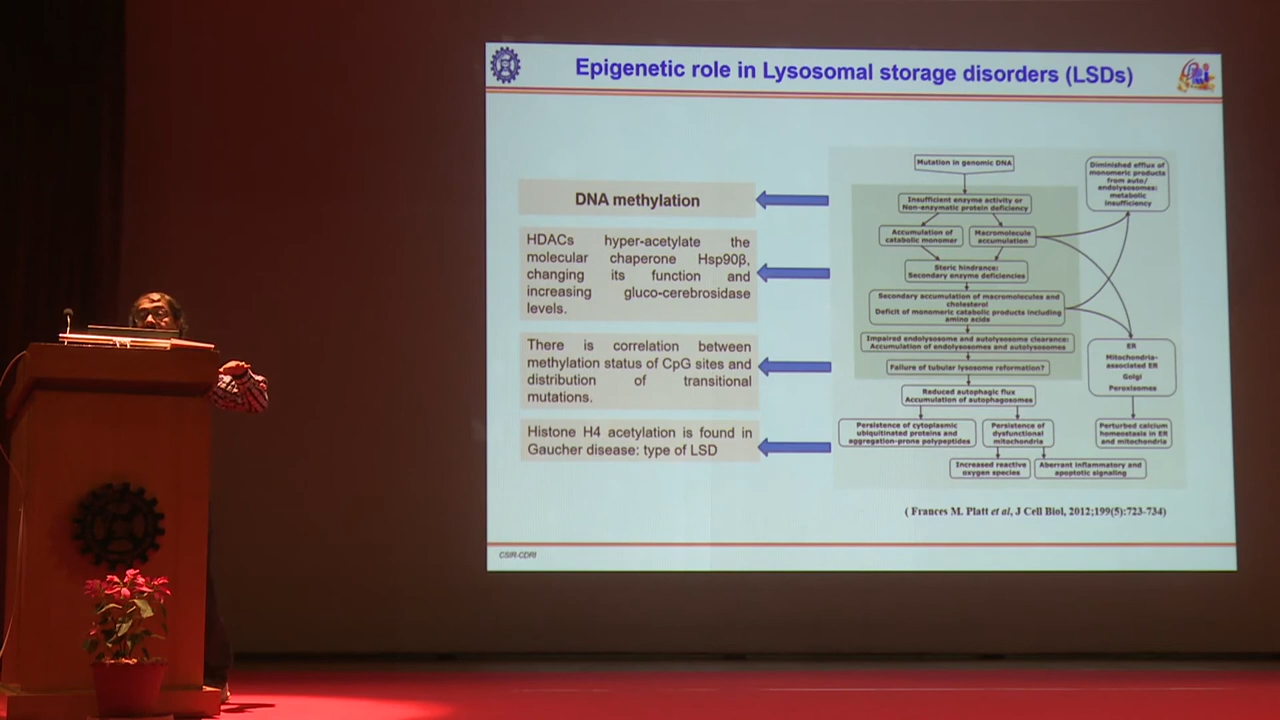 Epigenetic role in Lysosomal storage disorders (LSDs)
DNA methylation
HDACs hyper-acetylate the
molecular chaperone Hsp90β,
changing its function and
increasing gluco-cerebrosidase
levels.
There is correlation between
methylation status of CpG sites and
distribution of transitional
mutations.
Histone H4 acetylation is found in
Gaucher disease: type of LSD
Mutation in genomic DNA
Insufficient enzyme activity or
Non-enzymatic protein deficiency
Accumulation of
catabolic monomer
Macromolecule
accumulation
Steric hindrance:
Secondary enzyme deficiencies
Secondary accumulation of macromolecules and
cholesterol
Deficit of monomeric catabolic products including
amino acids
Impaired endolysosome and autolysosome clearance:
Accumulation of endolysosomes and autolysosomes
Failure of tubular lysosome reformation?
Reduced autophagic flux
Accumulation of autophagosomes
Persistence of cytoplasmic
ubiquitinated proteins and
aggregation-prone polypeptides
Persistence of
dysfunctional
mitochondria
Increased reactive
oxygen species
Aberrant inflammatory and
apoptotic signaling
Diminished efflux of
monomeric products
from auto/
endolysosomes:
metabolic
insufficiency
ER
Mitochondria-
associated ER
Golgi
Peroxisomes
Perturbed calcium
homeostasis in ER
and mitochondria
( Frances M. Platt et al, J Cell Biol, 2012;199(5):723-734)
CSIR-CDRI